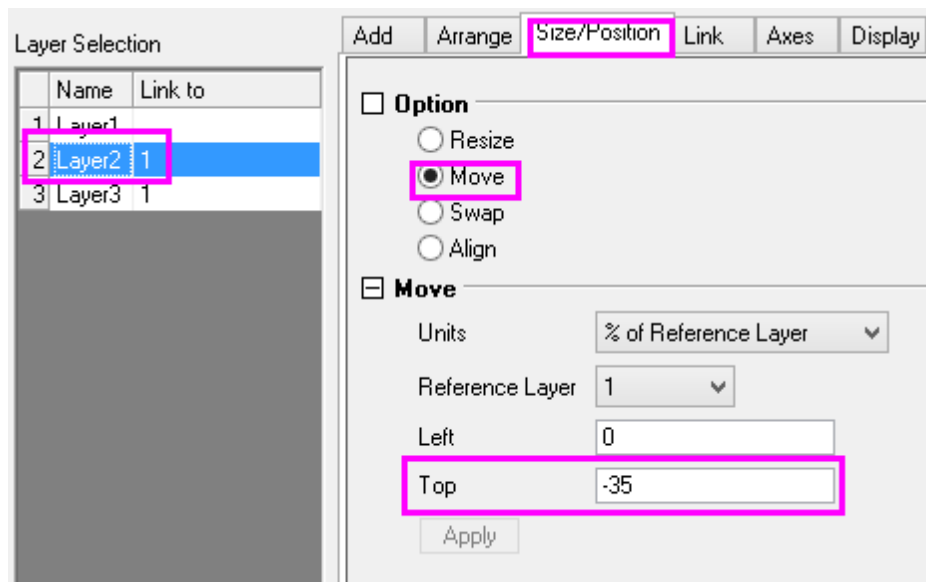 Layer Selection
Name Link to
1 Layer1
2 Layer2 1
3 Layer3 1
Add Arrange Size/Position Link Axes Display
Option
Resize
Move
Swap
Align
Move
Units % of Reference Layer
Reference Layer 1
Left 0
Top -35
Apply